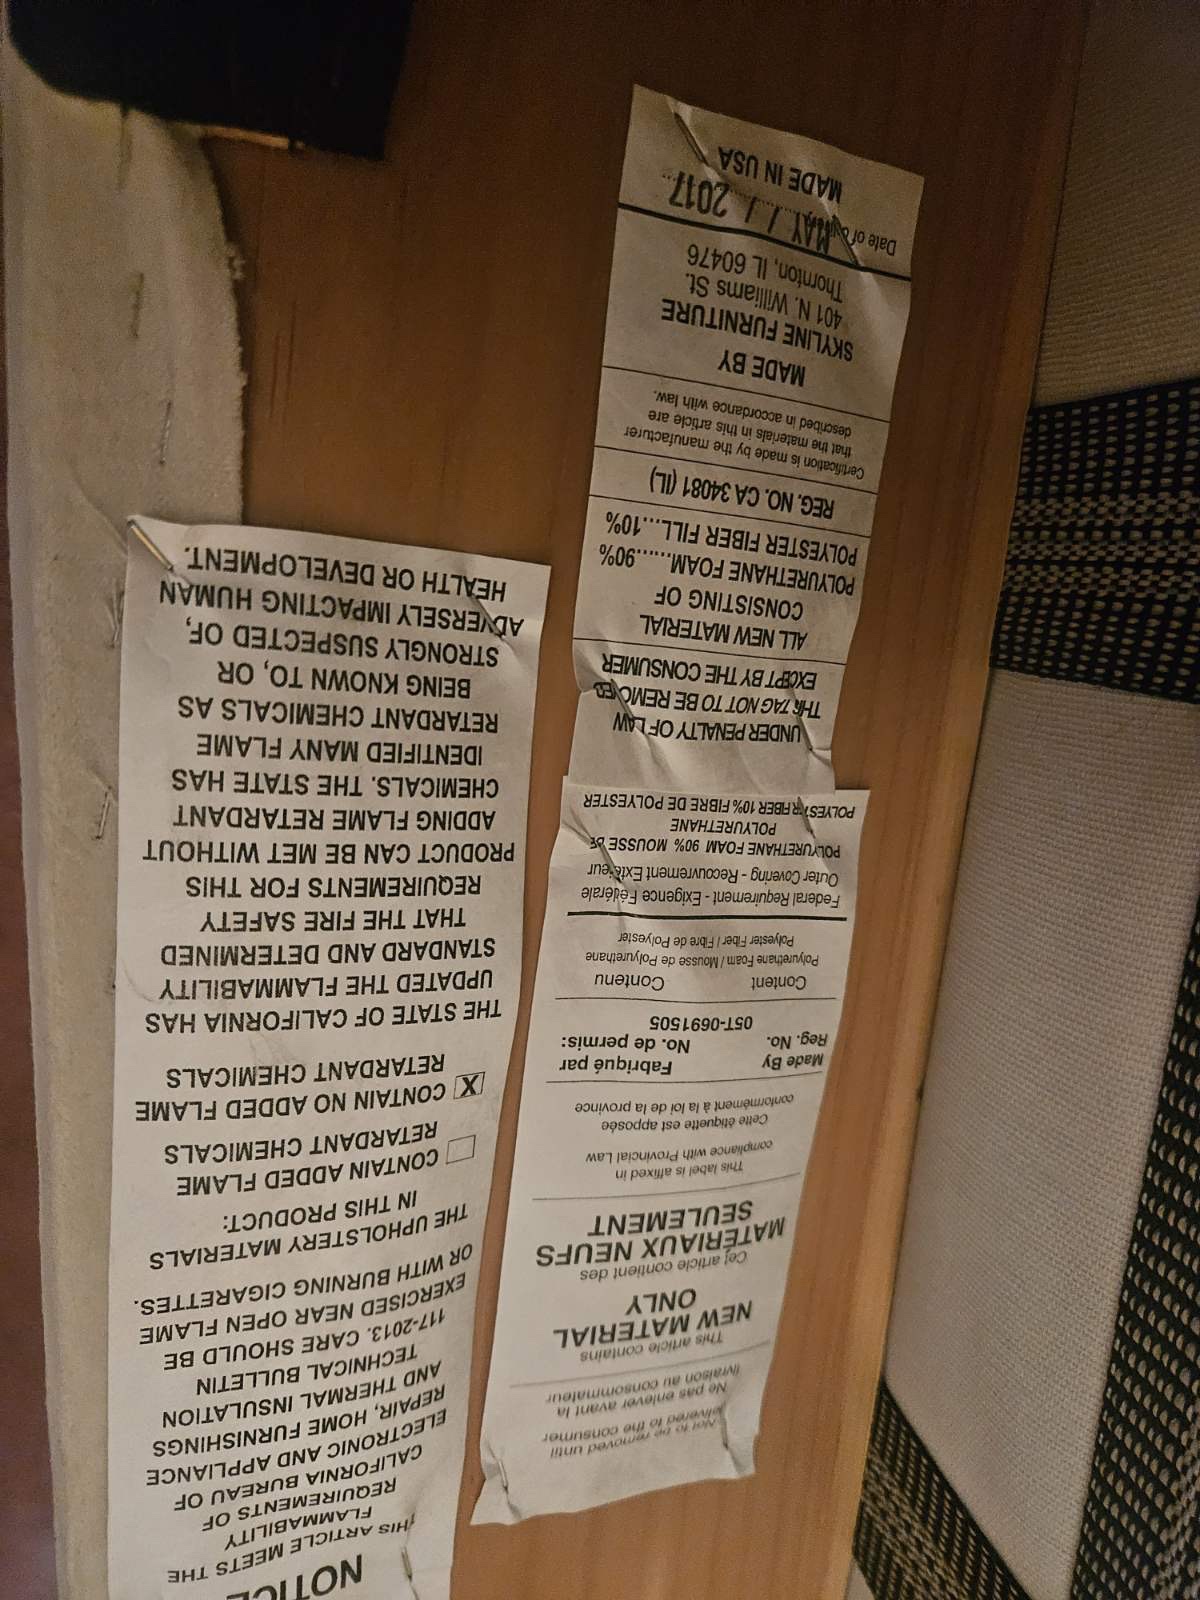 NOTICE
THIS ARTICLE MEETS THE
FLAMMABILITY
REQUIREMENTS OF
CALIFORNIA BUREAU OF
ELECTRONIC AND APPLIANCE
REPAIR, HOME FURNISHINGS
AND THERMAL INSULATION
TECHNICAL BULLETIN
117-2013. CARE SHOULD BE
EXERCISED NEAR OPEN FLAME
OR WITH BURNING CIGARETTES.
THE UPHOLSTERY MATERIALS
IN THIS PRODUCT:
CONTAIN ADDED FLAME
RETARDANT CHEMICALS
X CONTAIN NO ADDED FLAME
RETARDANT CHEMICALS
THE STATE OF CALIFORNIA HAS
UPDATED THE FLAMMABILITY
STANDARD AND DETERMINED
THAT THE FIRE SAFETY
REQUIREMENTS FOR THIS
PRODUCT CAN BE MET WITHOUT
ADDING FLAME RETARDANT
CHEMICALS. THE STATE HAS
IDENTIFIED MANY FLAME
RETARDANT CHEMICALS AS
BEING KNOWN TO, OR
STRONGLY SUSPECTED OF,
ADVERSELY IMPACTING HUMAN
HEALTH OR DEVELOPMENT.
Not to be removed until
delivered to the consumer
Ne pas enlever avant la
livraison au consommateur
This article contains
NEW MATERIAL
ONLY
Cet article contient des
MATÉRIAUX NEUFS
SEULEMENT
This label is affixed in
compliance with Provincial Law
Cette étiquette est apposée
conformément à la loi de la province
Made By Fabriqué par
Reg. No. No. de permis:
05T-0691505
Content Contenu
Polyurethane Foam / Mousse de Polyurethane
Polyester Fiber / Fibre de Polyester
Federal Requirement - Exigence Fédérale
Outer Covering - Recouvrement Extérieur
POLYURETHANE FOAM 90% MOUSSE DE
POLYURETHANE
POLYESTER FIBER 10% FIBRE DE POLYESTER
UNDER PENALTY OF LAW
THIS TAG NOT TO BE REMOVED
EXCEPT BY THE CONSUMER
ALL NEW MATERIAL
CONSISTING OF
POLYURETHANE FOAM.......90%
POLYESTER FIBER FILL...10%
REG. NO. CA 34081 (IL)
Certification is made by the manufacturer
that the materials in this article are
described in accordance with law.
MADE BY
SKYLINE FURNITURE
401 N. Williams St.
Thornton, IL 60476
Date of
MAY / / 2017
MADE IN USA